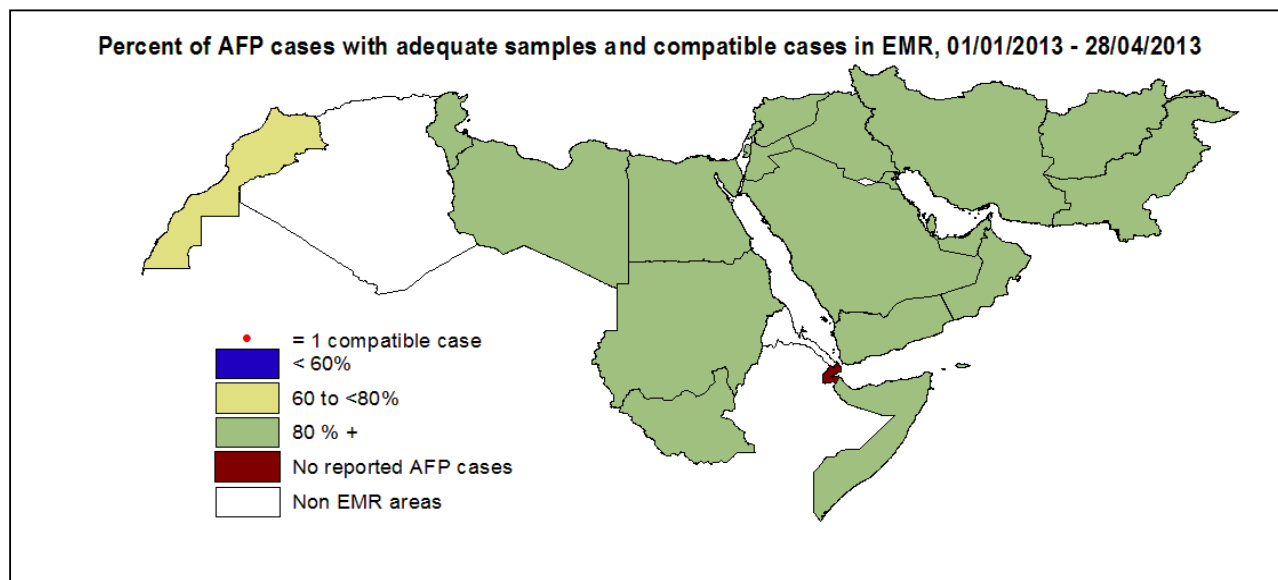 Percent of AFP cases with adequate samples and compatible cases in EMR, 01/01/2013 - 28/04/2013
= 1 compatible case
< 60%
60 to <80%
80 % +
No reported AFP cases
Non EMR areas